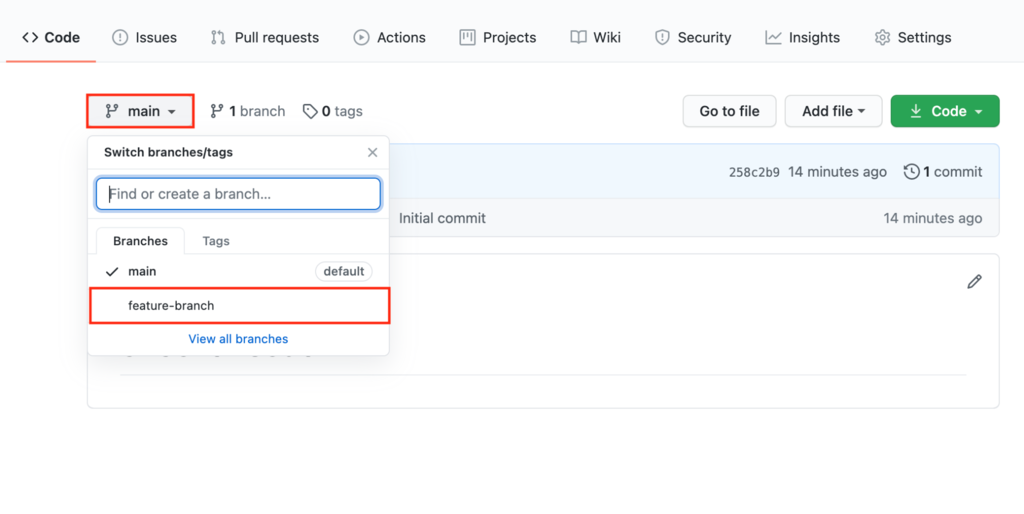 Code Issues Pull requests Actions Projects Wiki Security Insights Settings
main 1 branch 0 tags Go to file Add file Code
Switch branches/tags
258c2b9 14 minutes ago 1 commit
Find or create a branch...
Initial commit 14 minutes ago
Branches Tags
main default
feature-branch
View all branches